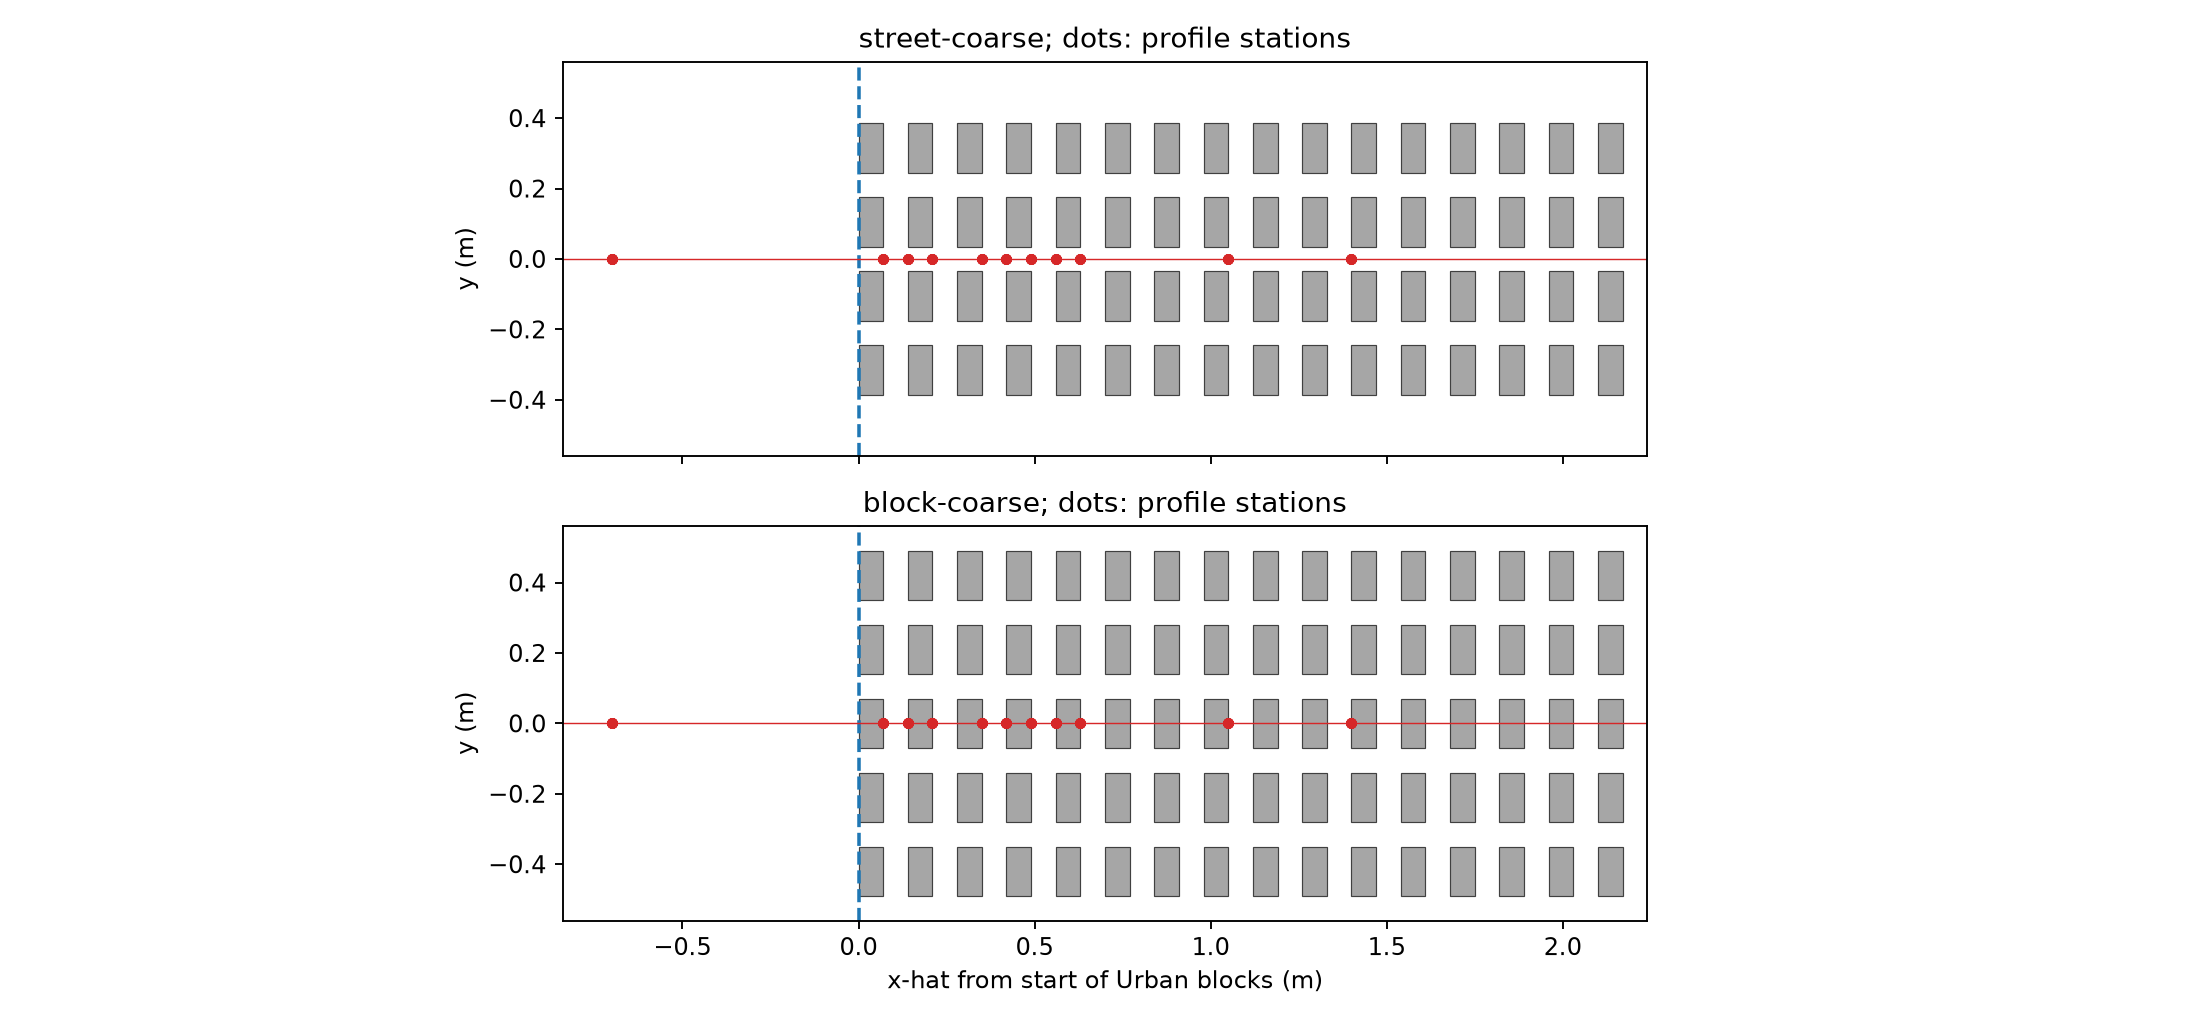 street-coarse; dots: profile stations
0.4
0.2
0.0
−0.2
−0.4
y (m)
block-coarse; dots: profile stations
0.4
0.2
0.0
−0.2
−0.4
y (m)
−0.5 0.0 0.5 1.0 1.5 2.0
x-hat from start of Urban blocks (m)